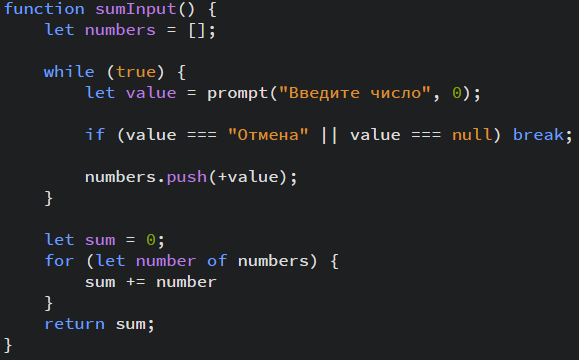 function sumInput() {
    let numbers = [];

    while (true) {
        let value = prompt("Введите число", 0);

        if (value === "Отмена" || value === null) break;

        numbers.push(+value);
    }

    let sum = 0;
    for (let number of numbers) {
        sum += number
    }
    return sum;
}